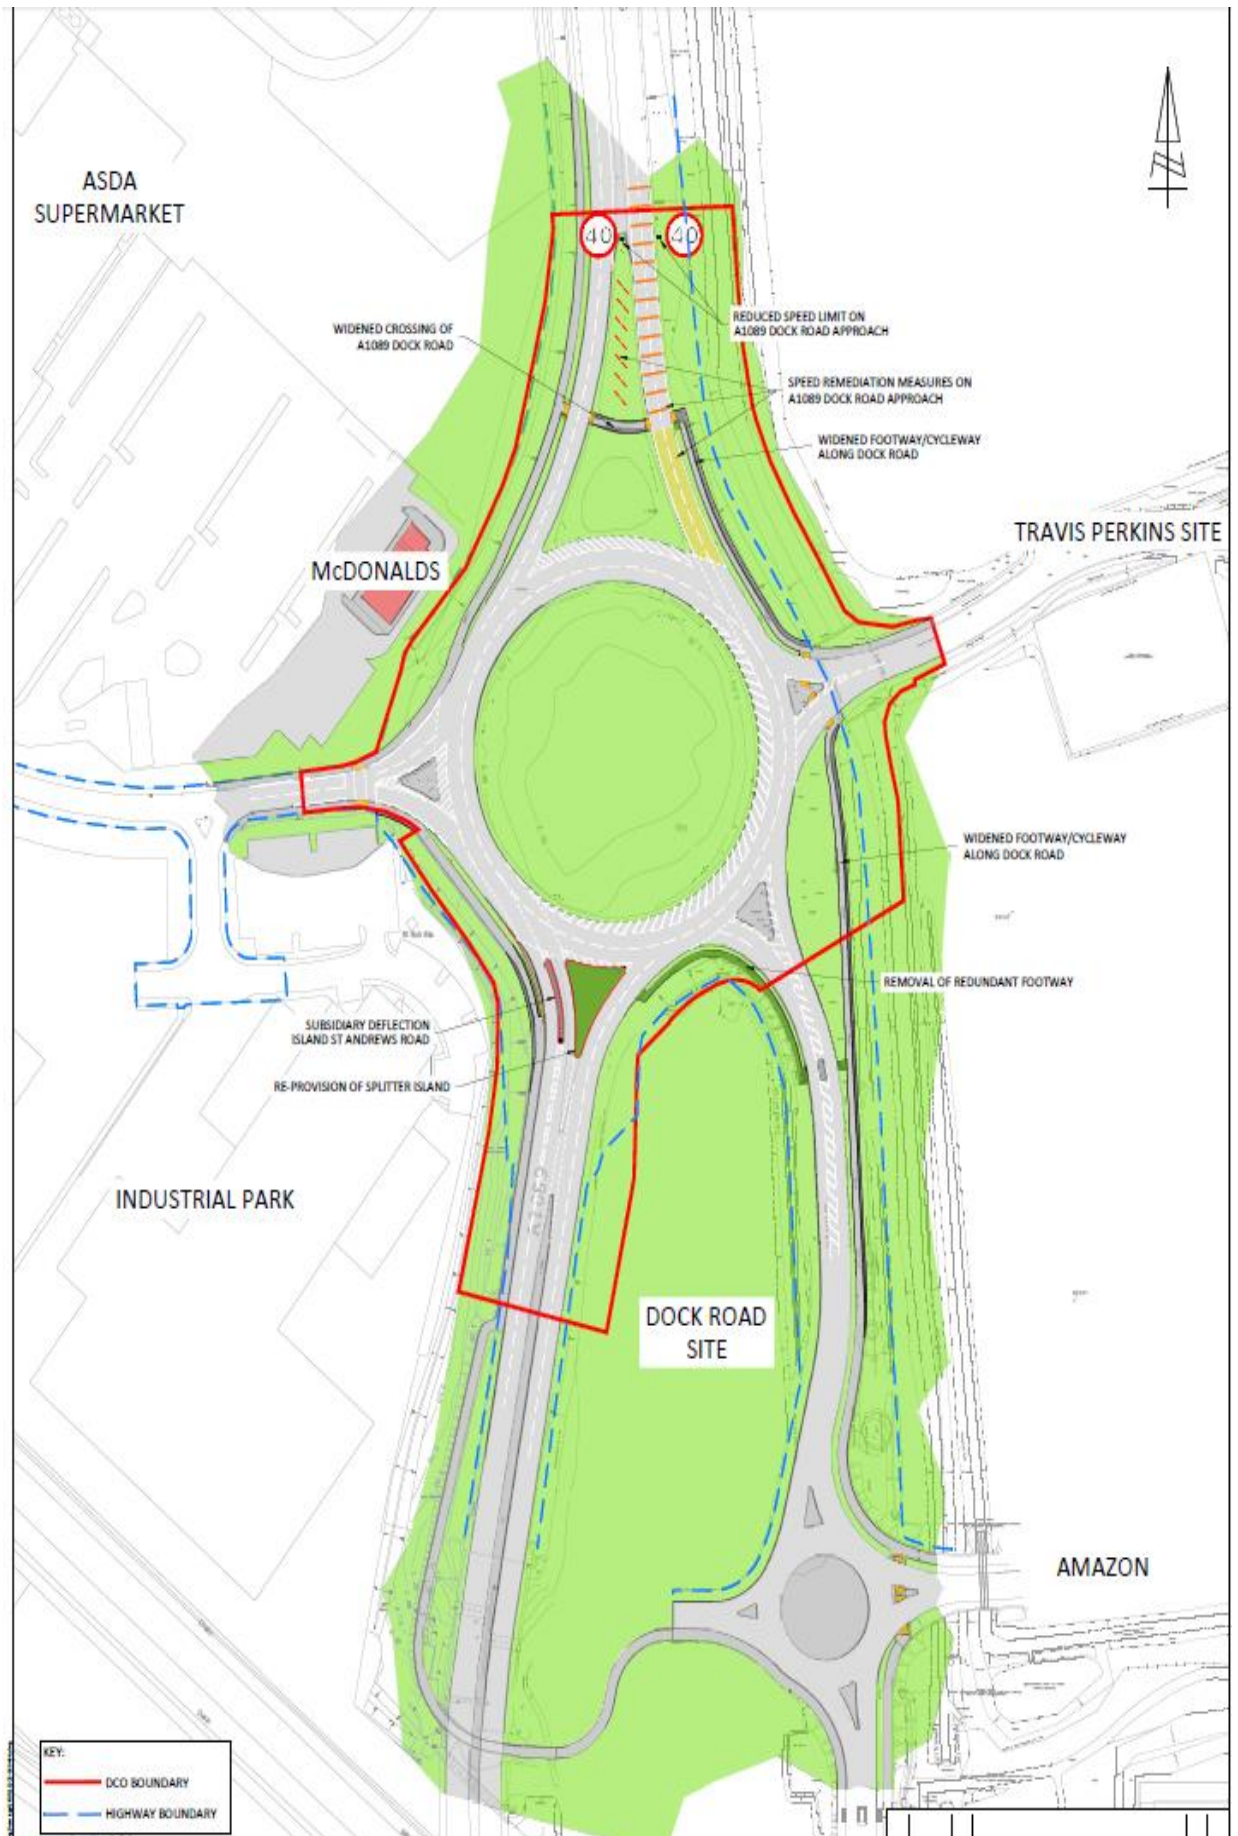 ASDA
SUPERMARKET
40
40
WIDENED CROSSING OF
A1089 DOCK ROAD
REDUCED SPEED LIMIT ON
A1089 DOCK ROAD APPROACH
SPEED REMEDIATION MEASURES ON
A1089 DOCK ROAD APPROACH
WIDENED FOOTWAY/CYCLEWAY
ALONG DOCK ROAD
TRAVIS PERKINS SITE
McDONALDS
WIDENED FOOTWAY/CYCLEWAY
ALONG DOCK ROAD
REMOVAL OF REDUNDANT FOOTWAY
SUBSIDIARY DEFLECTION
ISLAND ST ANDREWS ROAD
RE-PROVISION OF SPLITTER ISLAND
INDUSTRIAL PARK
A1089
DOCK ROAD
SITE
AMAZON
KEY:
DCO BOUNDARY
HIGHWAY BOUNDARY